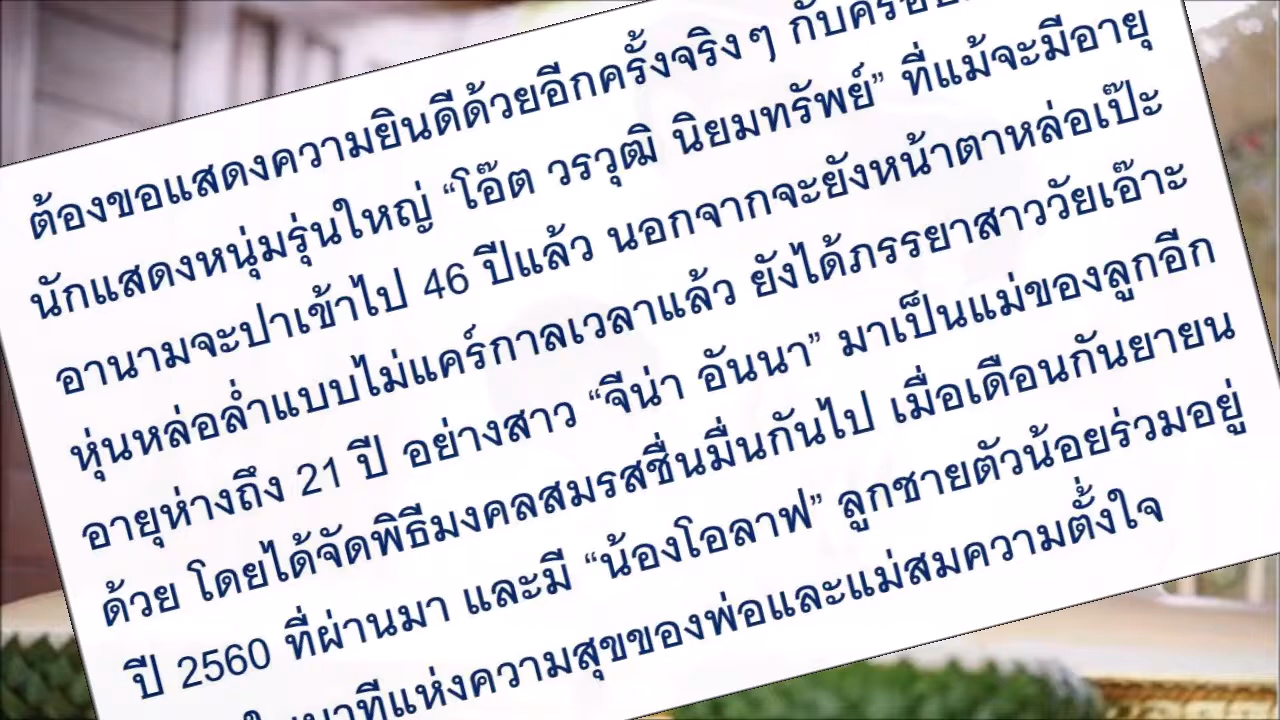 ต้องขอแสดงความยินดีด้วยอีกครั้งจริงๆ กับ
นักแสดงหนุ่มรุ่นใหญ่ “โอ๊ต วรวุฒิ นิยมทรัพย์” ที่แม้จะมีอายุ
อานามจะปาเข้าไป 46 ปีแล้ว นอกจากจะยังหน้าตาหล่อเป๊ะ
หุ่นหล่อล่ำแบบไม่แคร์กาลเวลาแล้ว ยังได้ภรรยาสาววัยเอ๊าะ
อายุห่างถึง 21 ปี อย่างสาว “จีน่า อันนา” มาเป็นแม่ของลูกอีก
ด้วย โดยได้จัดพิธีมงคลสมรสชื่นมื่นกันไป เมื่อเดือนกันยายน
ปี 2560 ที่ผ่านมา และมี “น้องโอลาฟ” ลูกชายตัวน้อยร่วมอยู่
แห่งความสุขของพ่อและแม่สมความตั้งใจ